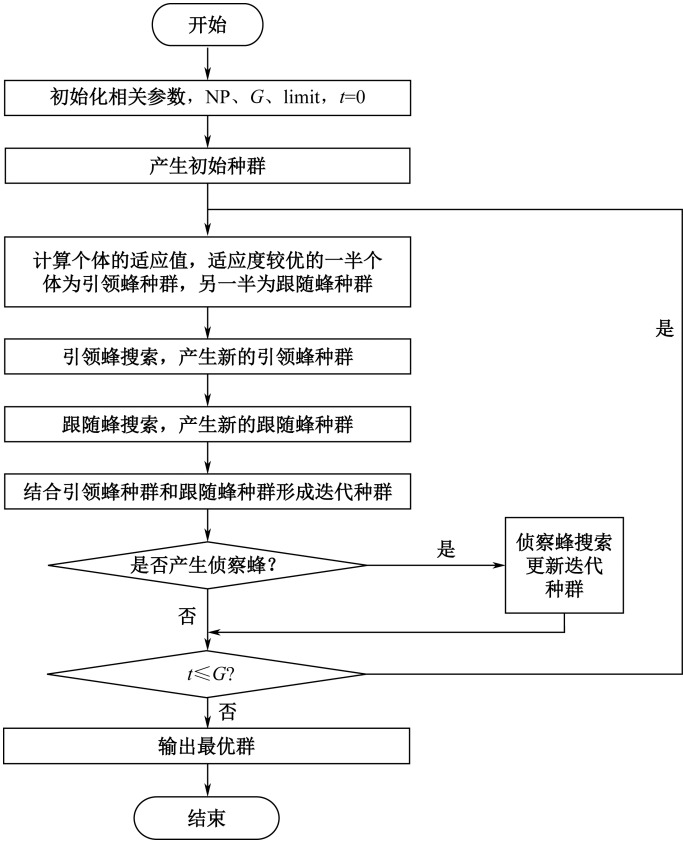 开始
初始化相关参数，NP、G、limit，t=0
产生初始种群
计算个体的适应值，适应度较优的一半个
体为引领蜂种群，另一半为跟随蜂种群
是
引领蜂搜索，产生新的引领蜂种群
跟随蜂搜索，产生新的跟随蜂种群
结合引领蜂种群和跟随蜂种群形成迭代种群
是否产生侦察蜂？
是
侦察蜂搜索
更新迭代
种群
否
t≤G?
否
输出最优群
结束